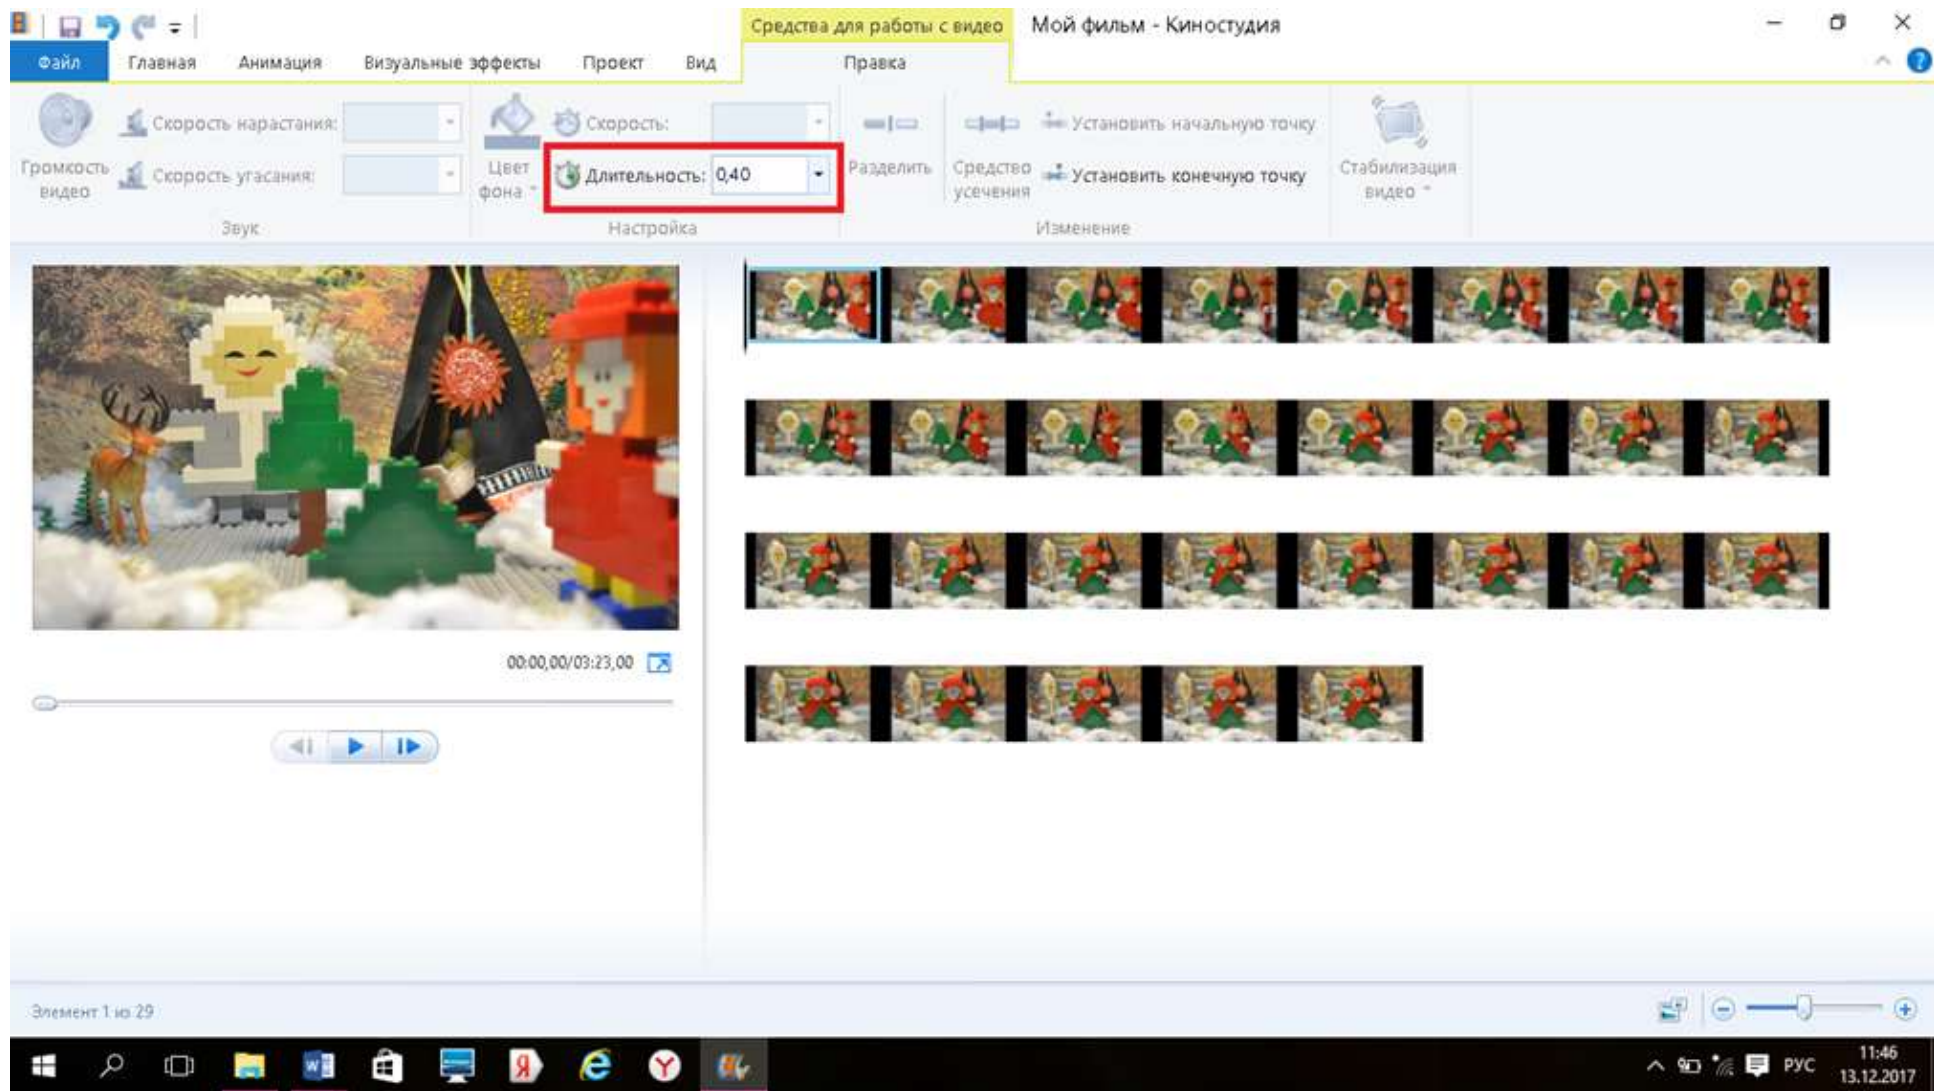 Средства для работы с видео
Мой фильм - Киностудия
Файл
Главная
Анимация
Визуальные эффекты
Проект
Вид
Правка
Громкость
видео
Скорость нарастания:
Скорость угасания:
Звук
Цвет
фона
Скорость:
Длительность: 0,40
Настройка
Разделить
Средство
усечения
Установить начальную точку
Установить конечную точку
Изменение
Стабилизация
видео
00:00,00/03:23,00
Элемент 1 из 29
РУС
11:46
13.12.2017